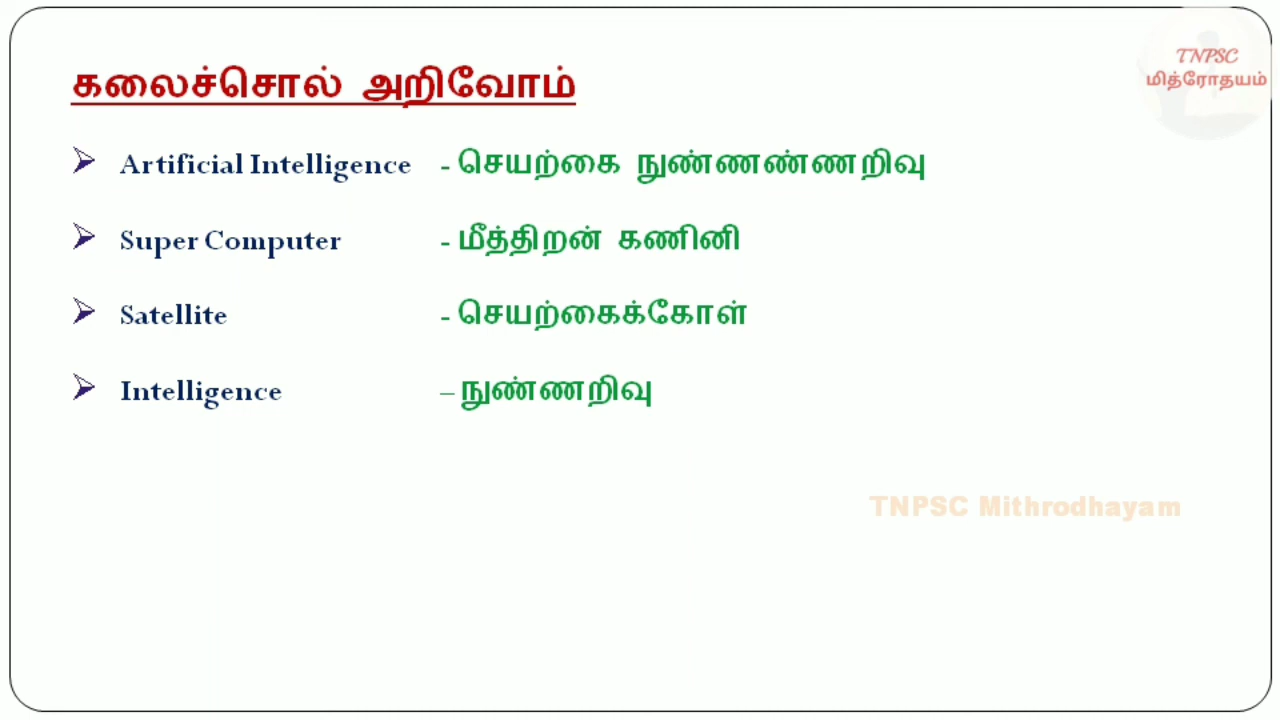 TNPSC
மித்ரோதயம்
கலைச்சொல் அறிவோம்
➢ Artificial Intelligence - செயற்கை நுண்ணண்ணறிவு
➢ Super Computer - மீத்திறன் கணினி
➢ Satellite - செயற்கைக்கோள்
➢ Intelligence – நுண்ணறிவு
TNPSC Mithrodhayam